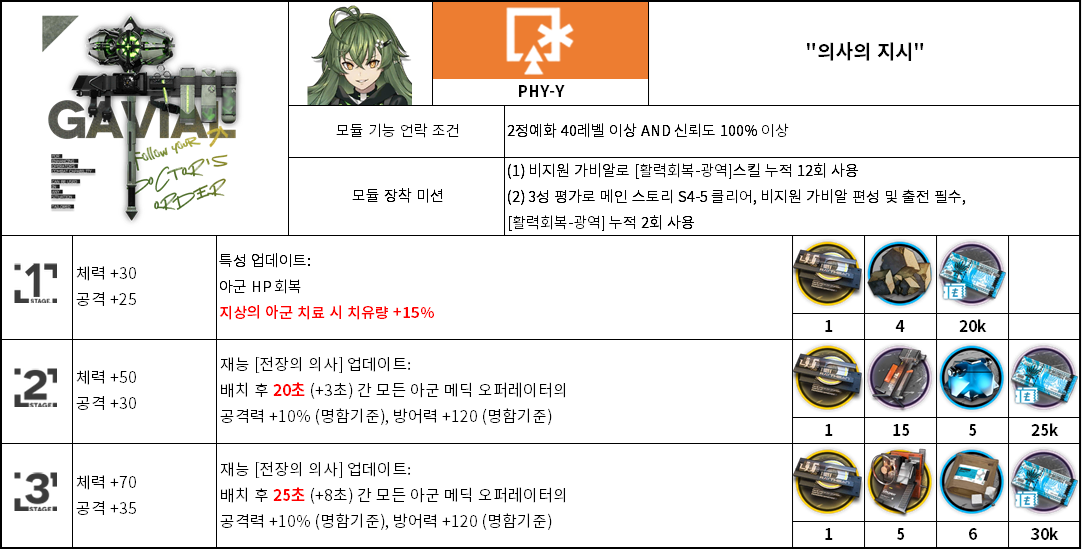 GAVIAL
Follow your
DOCTOR'S
ORDER
PHY-Y
"의사의 지시"
모듈 기능 언락 조건
2정예화 40레벨 이상 AND 신뢰도 100% 이상
모듈 장착 미션
(1) 비지원 가비알로 [활력회복-광역]스킬 누적 12회 사용
(2) 3성 평가로 메인 스토리 S4-5 클리어, 비지원 가비알 편성 및 출전 필수,
[활력회복-광역] 누적 2회 사용
1
STAGE
체력 +30
공격 +25
특성 업데이트:
아군 HP 회복
지상의 아군 치료 시 치유량 +15%
1 4 20k
2
STAGE
체력 +50
공격 +30
재능 [전장의 의사] 업데이트:
배치 후 20초 (+3초) 간 모든 아군 메딕 오퍼레이터의
공격력 +10% (명함기준), 방어력 +120 (명함기준)
1 15 5 25k
3
STAGE
체력 +70
공격 +35
재능 [전장의 의사] 업데이트:
배치 후 25초 (+8초) 간 모든 아군 메딕 오퍼레이터의
공격력 +10% (명함기준), 방어력 +120 (명함기준)
1 5 6 30k